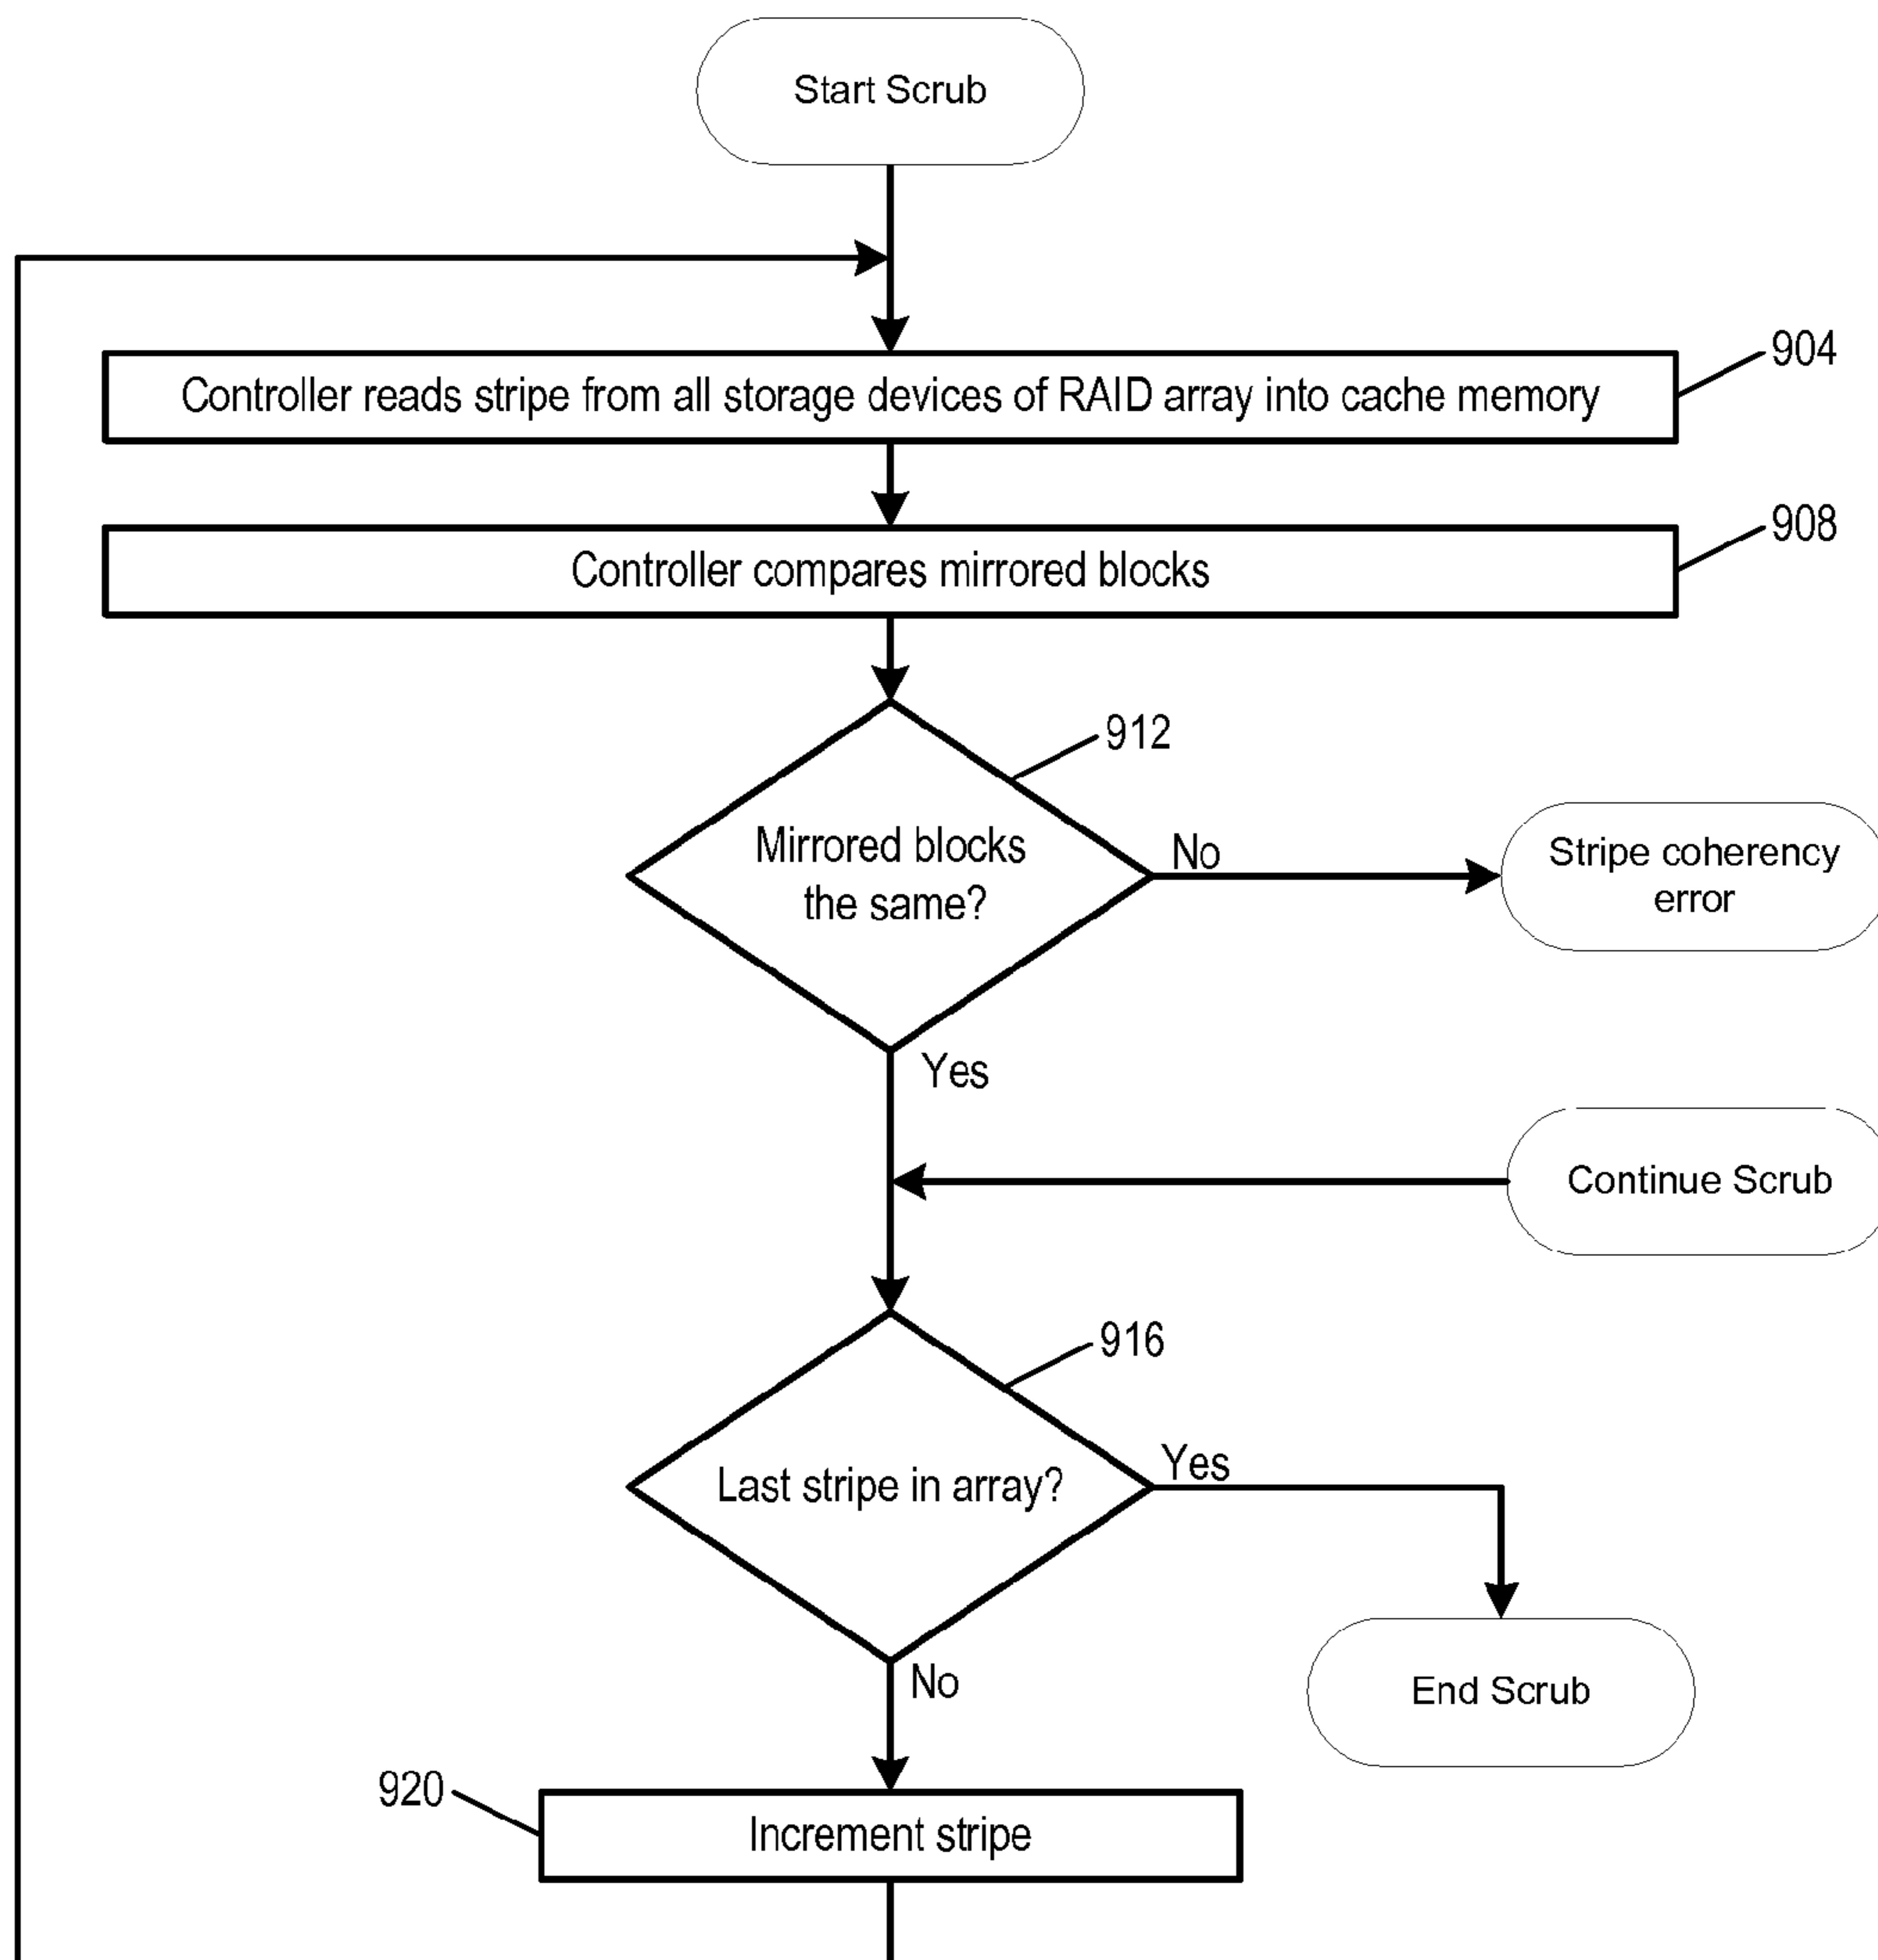 Start Scrub
904
Controller reads stripe from all storage devices of RAID array into cache memory
908
Controller compares mirrored blocks
912
Mirrored blocks
the same?
No
Stripe coherency
error
Yes
Continue Scrub
916
Last stripe in array?
Yes
End Scrub
No
920
Increment stripe